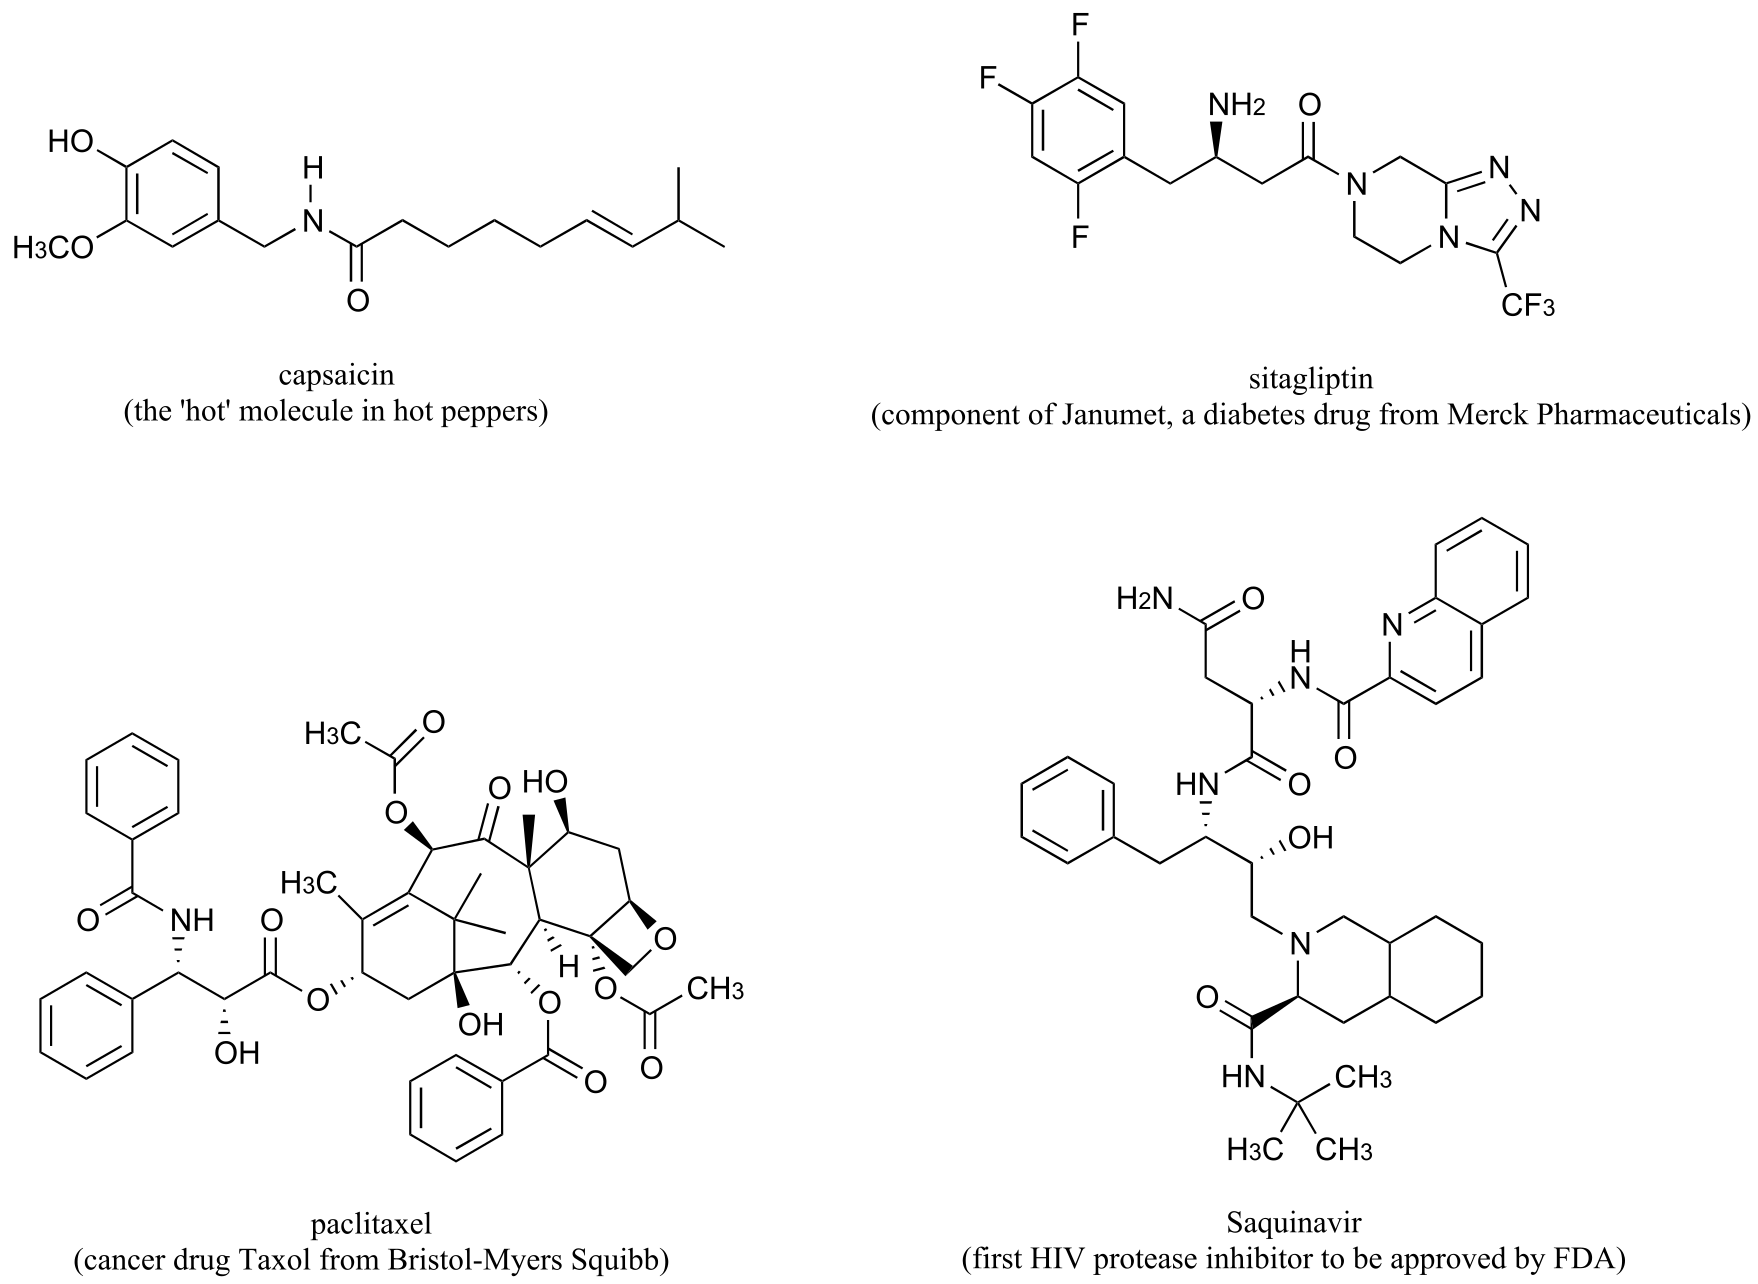 F
F
NH2
O
HO
H
N
H3CO
O
N
N
N
N
F
CF3
capsaicin
(the 'hot' molecule in hot peppers)
sitagliptin
(component of Janumet, a diabetes drug from Merck Pharmaceuticals)
H3C
O
O
O
HO
H3C
O
NH
O
O
H
O
O
CH3
OH
OH
O
O
O
paclitaxel
(cancer drug Taxol from Bristol-Myers Squibb)
H2N
O
N
H
N
O
HN
O
OH
N
O
HN
CH3
H3C
CH3
Saquinavir
(first HIV protease inhibitor to be approved by FDA)